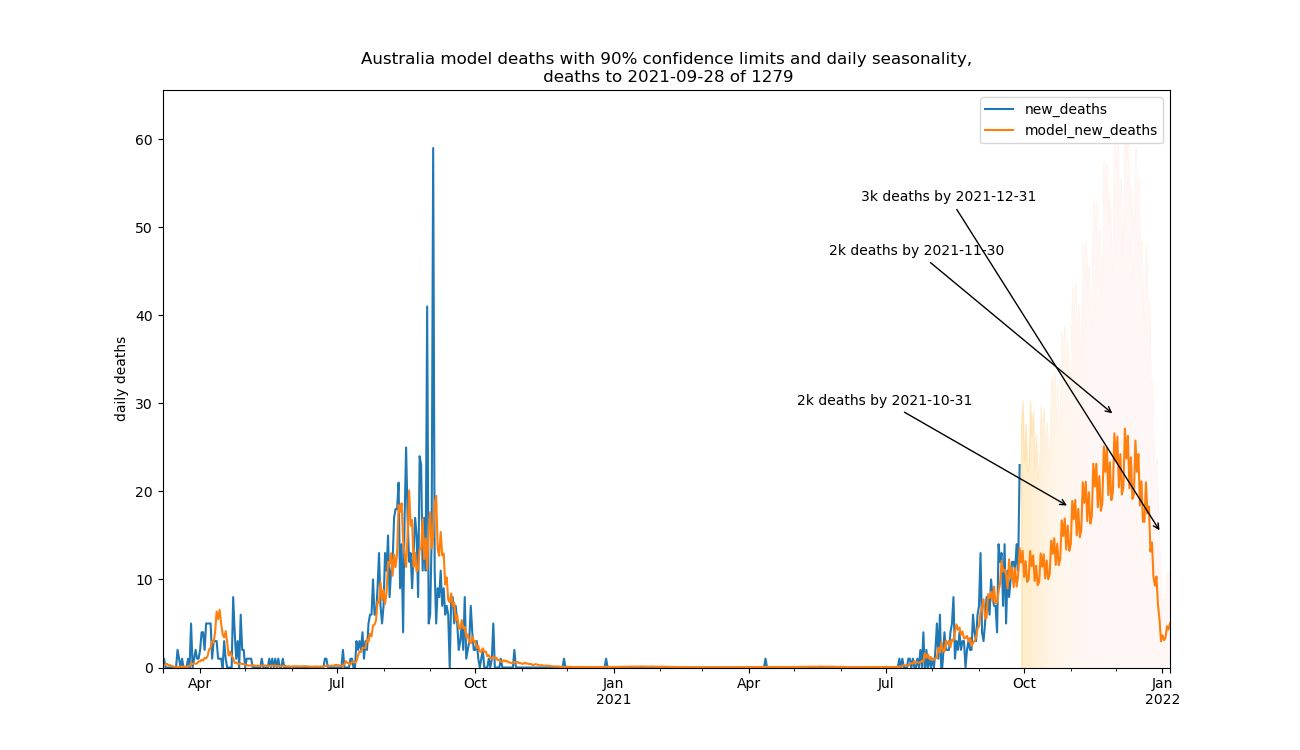 Australia model deaths with 90% confidence limits and daily seasonality,
deaths to 2021-09-28 of 1279
new_deaths
model_new_deaths
60
50
40
30
20
10
0
daily deaths
3k deaths by 2021-12-31
2k deaths by 2021-11-30
2k deaths by 2021-10-31
Apr
Jul
Oct
Jan
2021
Apr
Jul
Oct
Jan
2022